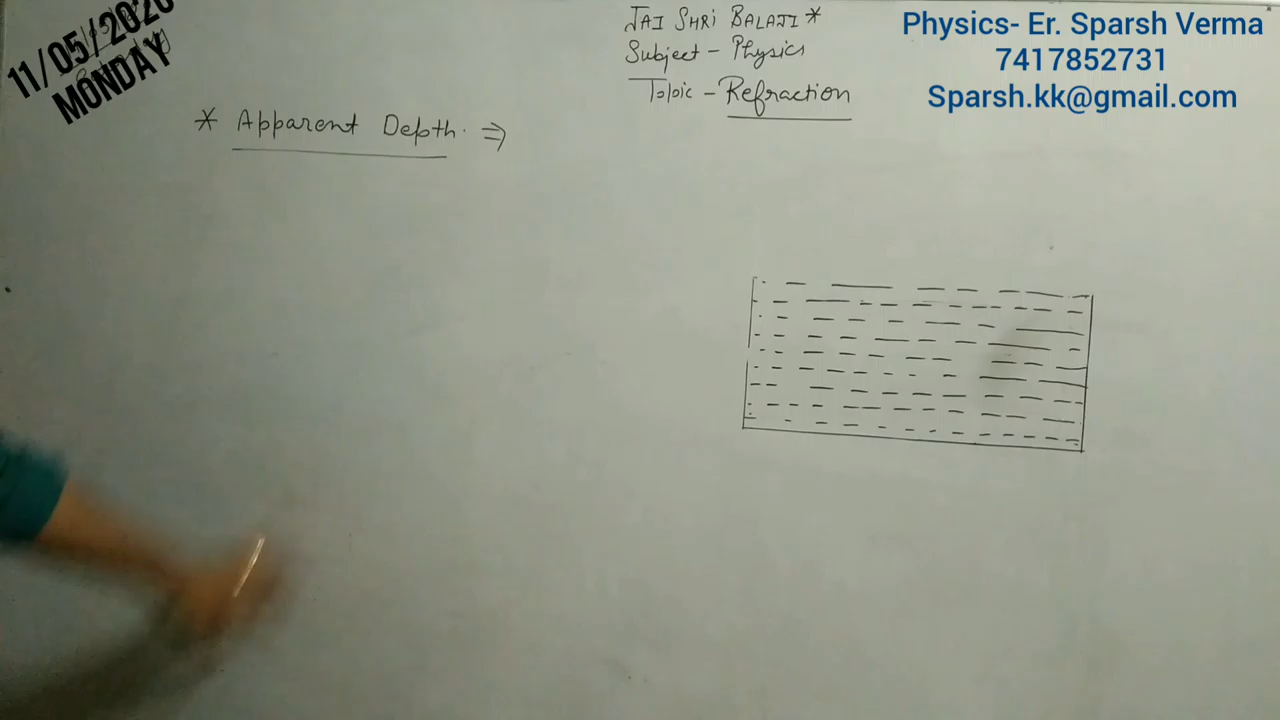 11/05/2020
MONDAY
JAI SHRI BALAJI *
Subject - Physics
Topic - Refraction
Physics- Er. Sparsh Verma
7417852731
Sparsh.kk@gmail.com
* Apparent Depth. ⇒